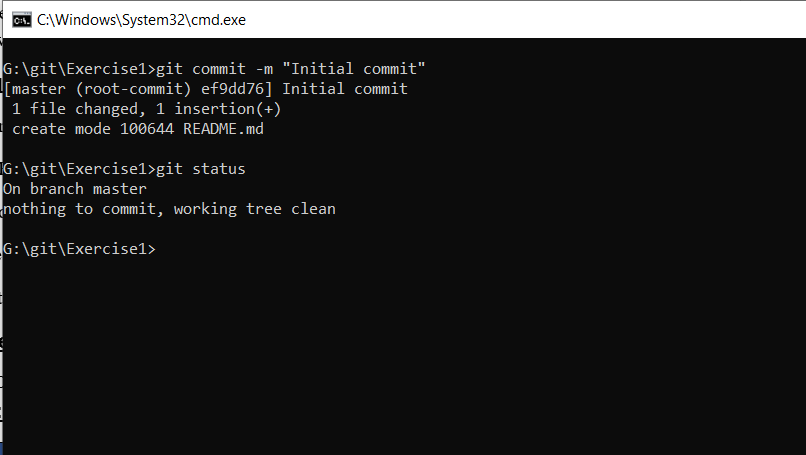 C:\Windows\System32\cmd.exe
G:\git\Exercise1>git commit -m "Initial commit"
[master (root-commit) ef9dd76] Initial commit
 1 file changed, 1 insertion(+)
 create mode 100644 README.md
G:\git\Exercise1>git status
On branch master
nothing to commit, working tree clean
G:\git\Exercise1>